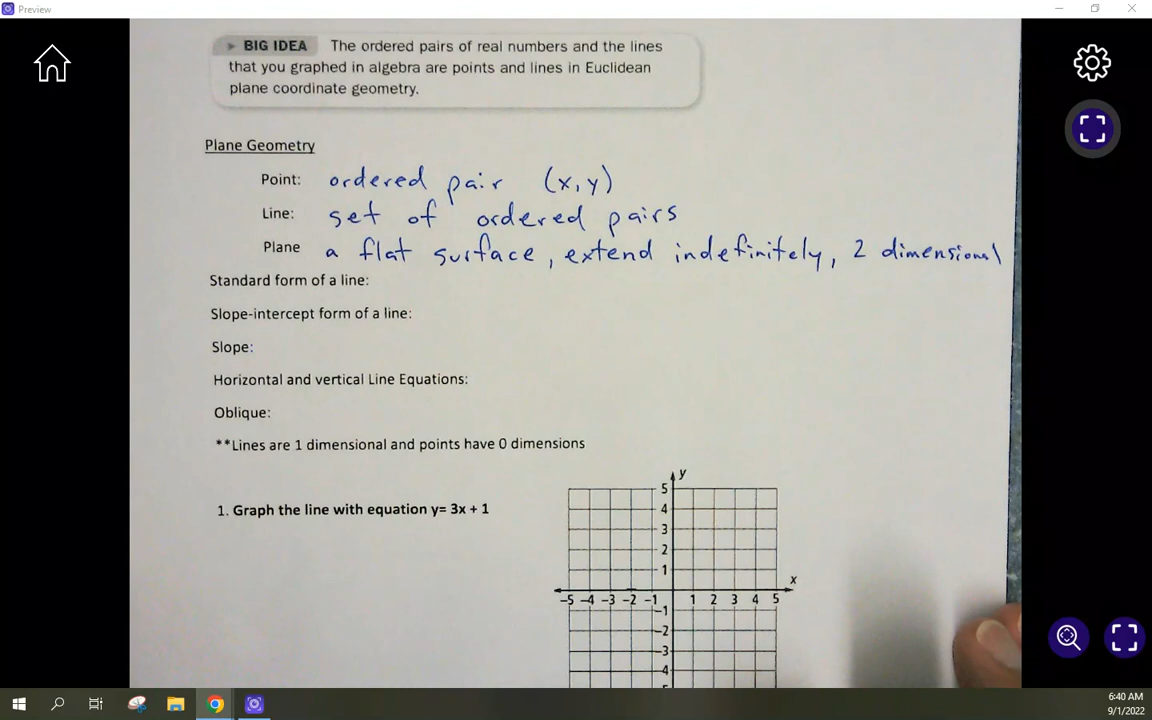 Preview
BIG IDEA The ordered pairs of real numbers and the lines
that you graphed in algebra are points and lines in Euclidean
plane coordinate geometry.
Plane Geometry
Point: ordered pair (x,y)
Line: set of ordered pairs
Plane a flat surface, extend indefinitely, 2 dimensional
Standard form of a line:
Slope-intercept form of a line:
Slope:
Horizontal and vertical Line Equations:
Oblique:
**Lines are 1 dimensional and points have 0 dimensions
1. Graph the line with equation y= 3x + 1
y
5
4
3
2
1
x
-5 -4 -3 -2 -1 1 2 3 4 5
-1
-2
-3
-4
6:40 AM
9/1/2022